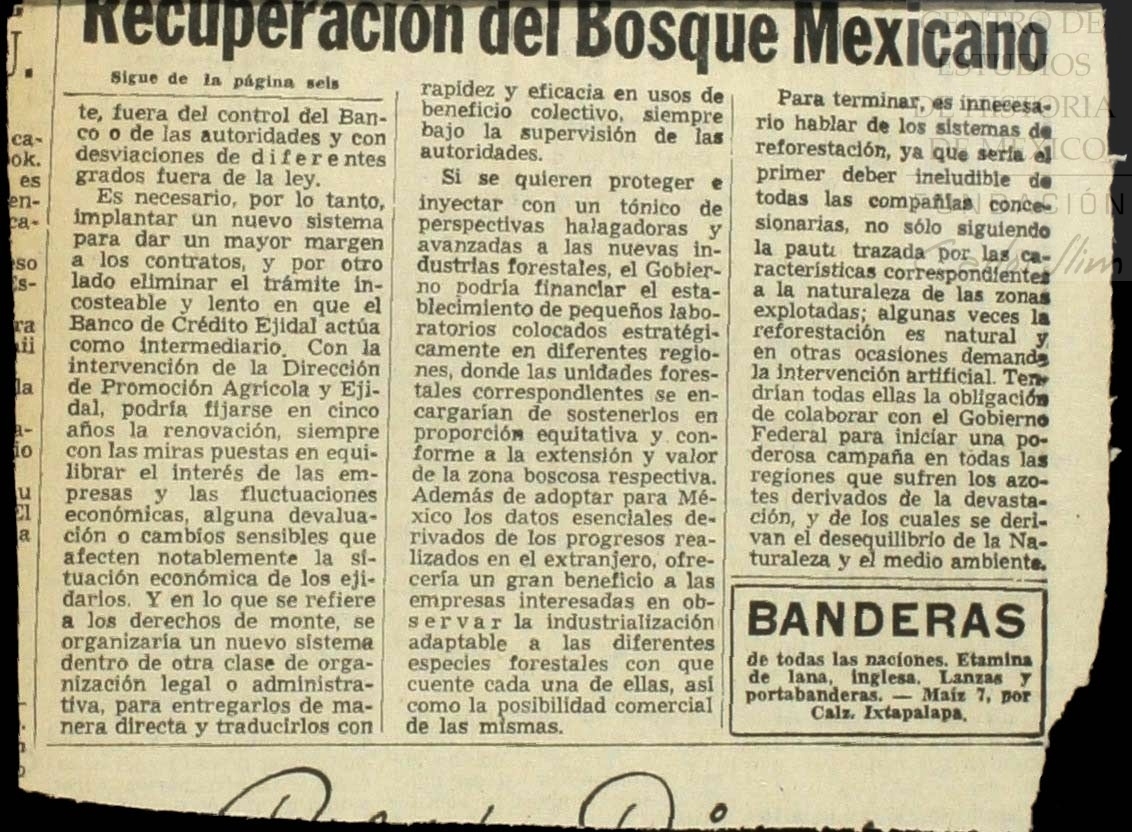 Recuperación del Bosque Mexicano
Sigue de la página seis
te, fuera del control del Ban-
co o de las autoridades y con
desviaciones de diferentes
grados fuera de la ley.
Es necesario, por lo tanto,
implantar un nuevo sistema
para dar un mayor margen
a los contratos, y por otro
lado eliminar el trámite in-
costeable y lento en que el
Banco de Crédito Ejidal actúa
como intermediario. Con la
intervención de la Dirección
de Promoción Agrícola y Eji-
dal, podría fijarse en cinco
años la renovación, siempre
con las miras puestas en equi-
librar el interés de las em-
presas y las fluctuaciones
económicas, alguna devalua-
ción o cambios sensibles que
afecten notablemente la si-
tuación económica de los eji-
darios. Y en lo que se refiere
a los derechos de monte, se
organizaría un nuevo sistema
dentro de otra clase de orga-
nización legal o administra-
tiva, para entregarlos de ma-
nera directa y traducirlos con
rapidez y eficacia en usos de
beneficio colectivo, siempre
bajo la supervisión de las
autoridades.
Si se quieren proteger e
inyectar con un tónico de
perspectivas halagadoras y
avanzadas a las nuevas in-
dustrias forestales, el Gobier-
no podría financiar el esta-
blecimiento de pequeños labo-
ratorios colocados estratégi-
camente en diferentes regio-
nes, donde las unidades fores-
tales correspondientes se en-
cargarían de sostenerlos en
proporción equitativa y con-
forme a la extensión y valor
de la zona boscosa respectiva.
Además de adoptar para Mé-
xico los datos esenciales de-
rivados de los progresos rea-
lizados en el extranjero, ofre-
cería un gran beneficio a las
empresas interesadas en ob-
servar la industrialización
adaptable a las diferentes
especies forestales con que
cuente cada una de ellas, así
como la posibilidad comercial
de las mismas.
Para terminar, es innecesa-
rio hablar de los sistemas de
reforestación, ya que sería el
primer deber ineludible de
todas las compañías conce-
sionarias, no sólo siguiendo
la pauta trazada por las ca-
racterísticas correspondientes
a la naturaleza de las zonas
explotadas; algunas veces la
reforestación es natural y
en otras ocasiones demanda
la intervención artificial. Ten-
drían todas ellas la obligación
de colaborar con el Gobierno
Federal para iniciar una po-
derosa campaña en todas las
regiones que sufren los azo-
tes derivados de la devasta-
ción, y de los cuales se deri-
van el desequilibrio de la Na-
turaleza y el medio ambiente.
BANDERAS
de todas las naciones. Etamina
de lana, inglesa. Lanzas y
portabanderas. — Maíz 7, por
Calz. Ixtapalapa.
CENTRO DE
ESTUDIOS
DE HISTORIA
DE MÉXICO
FUNDACIÓN
Carlos Slim